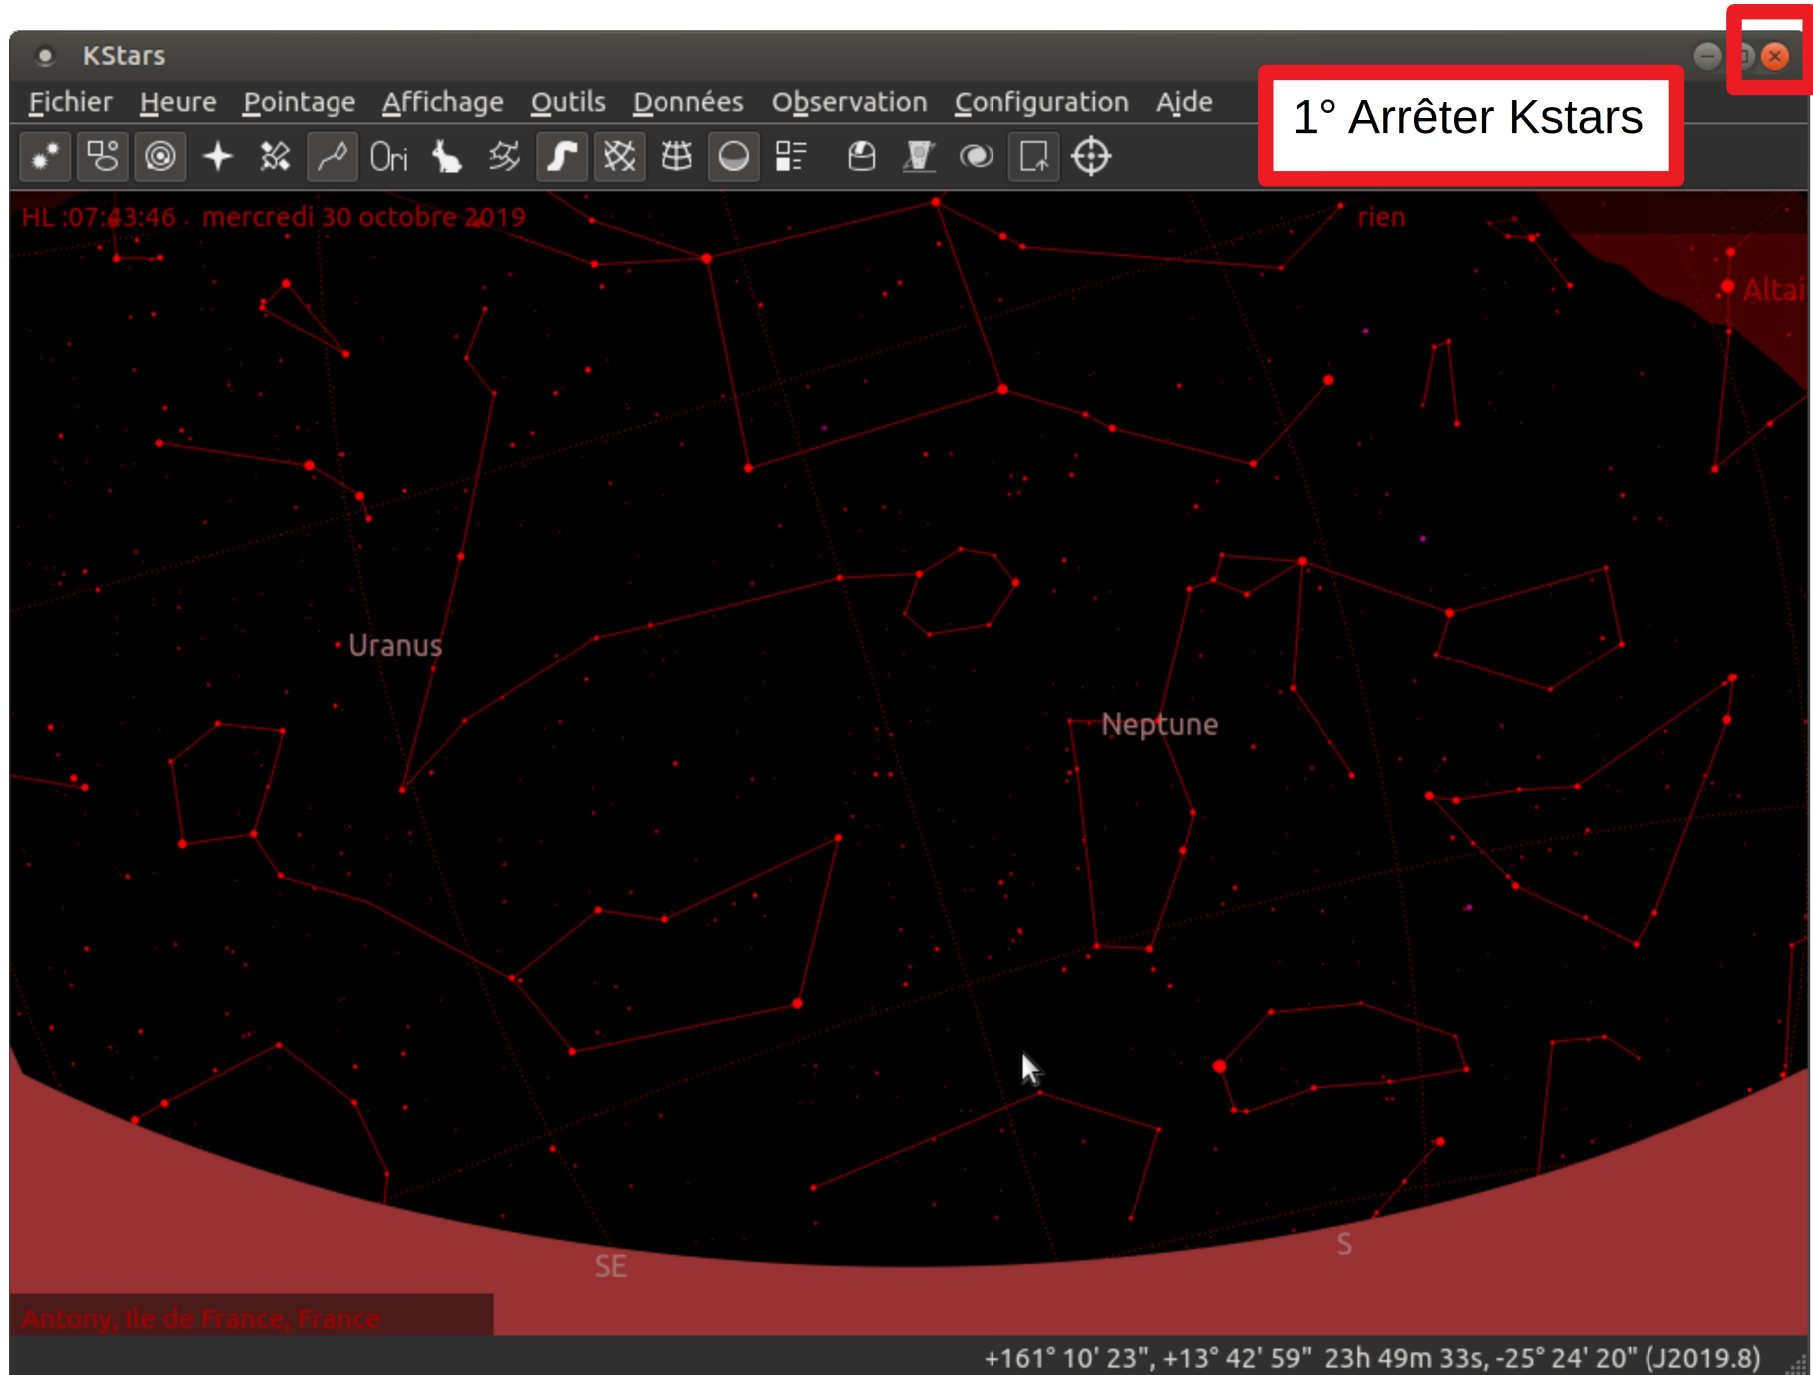 KStars
Fichier Heure Pointage Affichage Outils Données Observation Configuration Aide
1° Arrêter Kstars
Ori
HL :07:43:46 mercredi 30 octobre 2019
rien
Altai
Uranus
Neptune
SE
S
Antony, Ile de France, France
+161° 10' 23", +13° 42' 59" 23h 49m 33s, -25° 24' 20" (J2019.8)